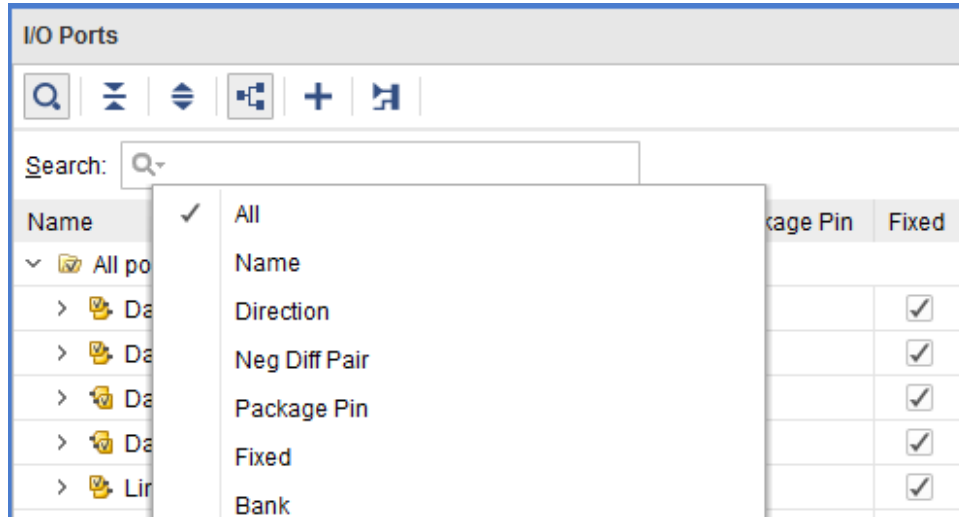 I/O Ports
Search:
Name
All
kage Pin
Fixed
All po
Name
Da
Direction
Da
Neg Diff Pair
Da
Package Pin
Da
Fixed
Lir
Bank